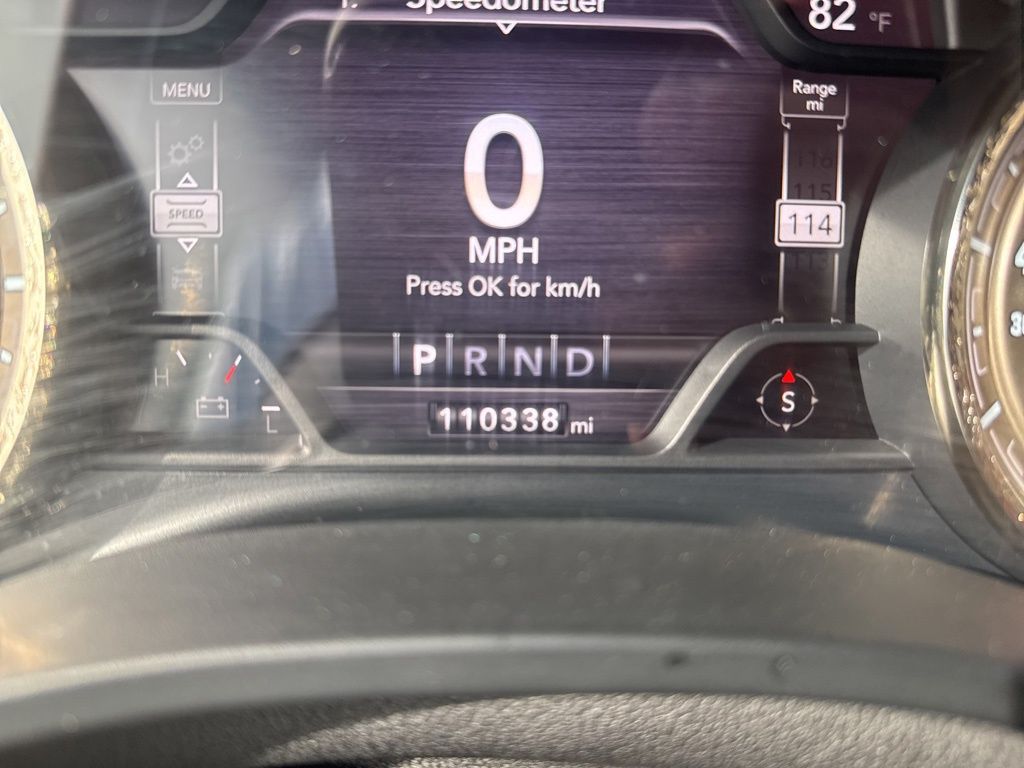 Speedometer
82 °F
MENU
Range
mi
116
115
SPEED
114
0
MPH
Press OK for km/h
P R N D
H
L
S
110338 mi